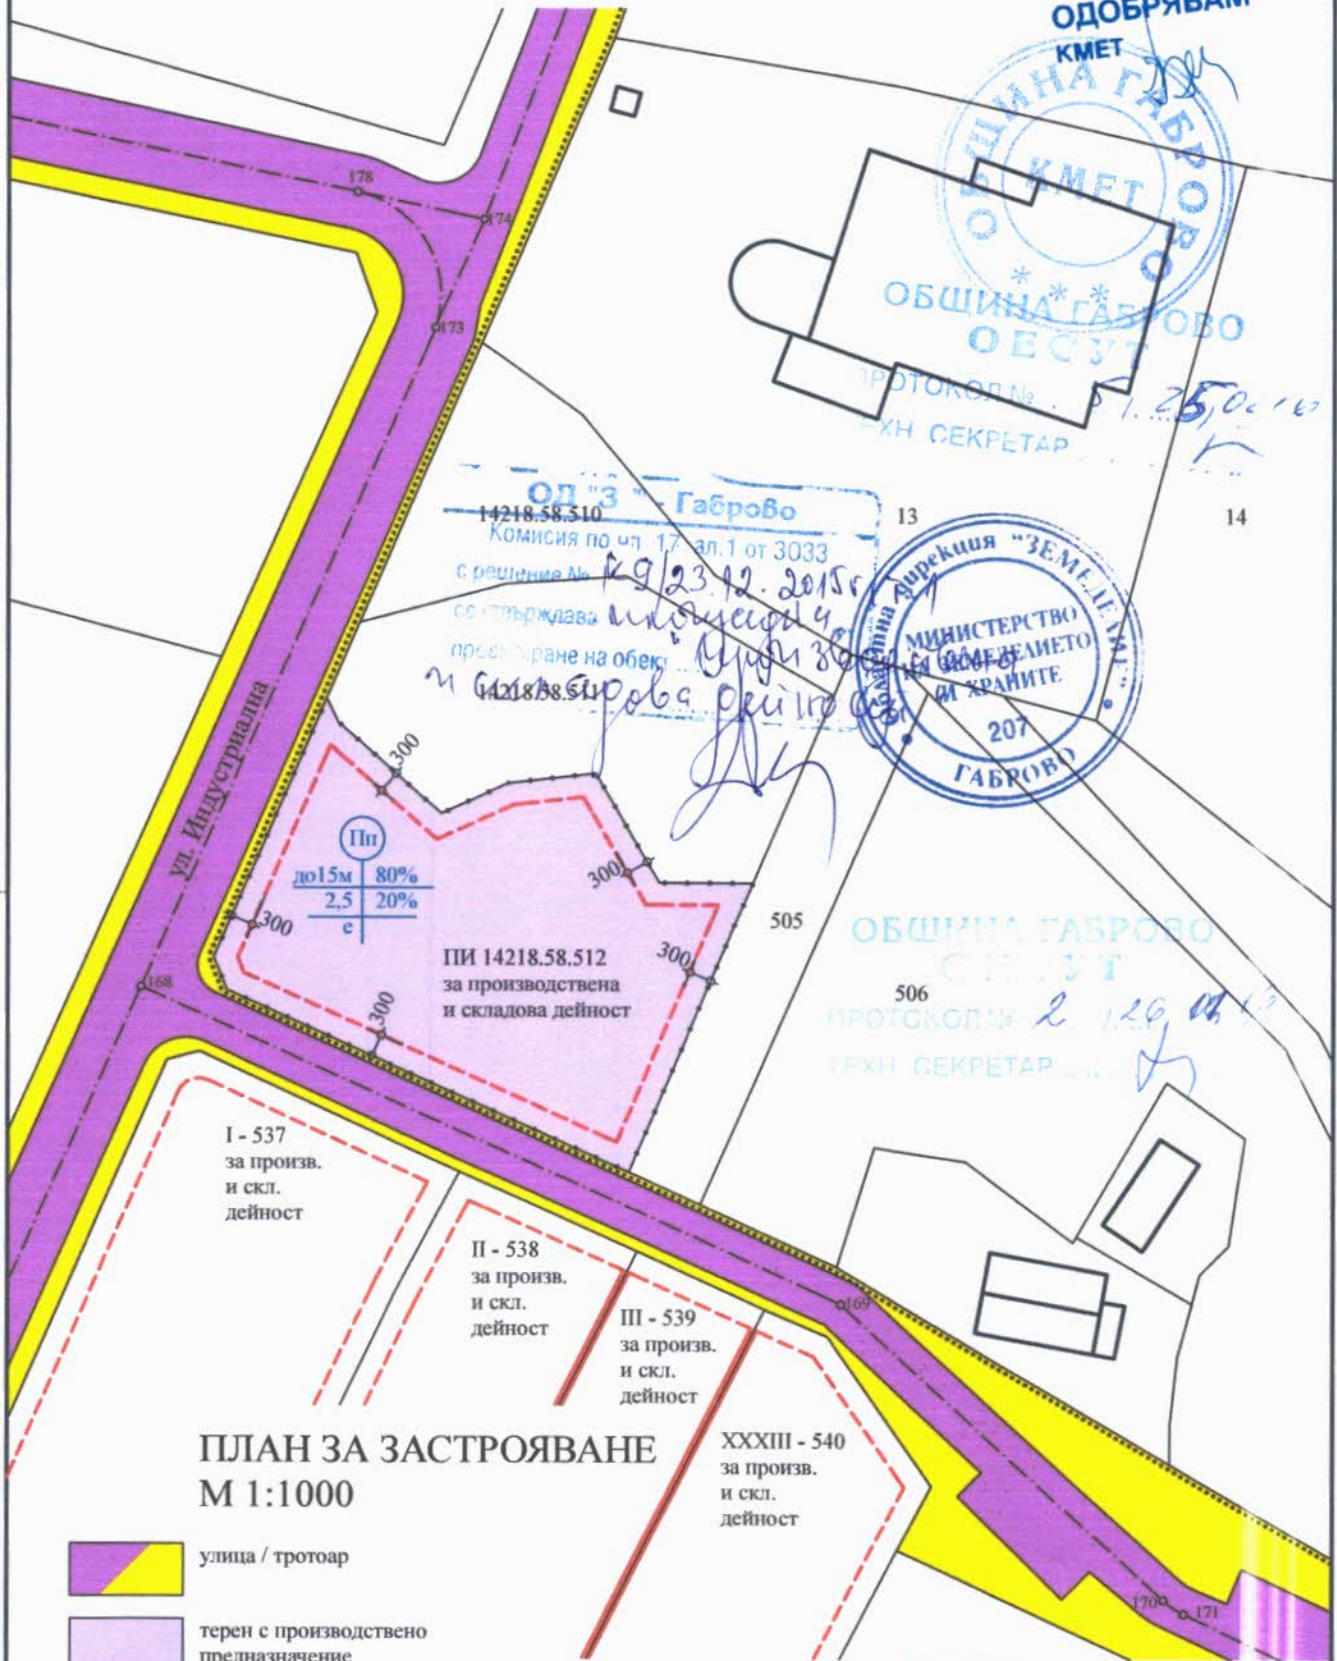 ОДОБРЯВАМ
КМЕТ
ОБЩИНА ГАБРОВО
КМЕТ
* * *
178
174
173
ОБЩИНА ГАБРОВО
ОЕСУТ
ПРОТОКОЛ №
ТЕХН СЕКРЕТАР
13
14
ОД "З " - Габрово
14218.58.510
Комисия по чл. 17, ал.1 от ЗОЗЗ
с решение № К 9/23.12.2015г
на обект
14218.58.511
дирекция "ЗЕМЕДЕЛИЕ"
МИНИСТЕРСТВО
НА ЗЕМЕДЕЛИЕТО
И ХРАНИТЕ
207
ГАБРОВО
ул. Индустриална
300
Пп
до15м 80%
2,5 20%
е
300
300
300
300
505
506
ПИ 14218.58.512
за производствена
и складова дейност
ОБЩИНА ГАБРОВО
ПРОТОКОЛ № 2
ТЕХН СЕКРЕТАР
168
I - 537
за произв.
и скл.
дейност
II - 538
за произв.
и скл.
дейност
169
III - 539
за произв.
и скл.
дейност
XXXIII - 540
за произв.
и скл.
дейност
ПЛАН ЗА ЗАСТРОЯВАНЕ
М 1:1000
улица / тротоар
170
171
терен с производствено
предназначение